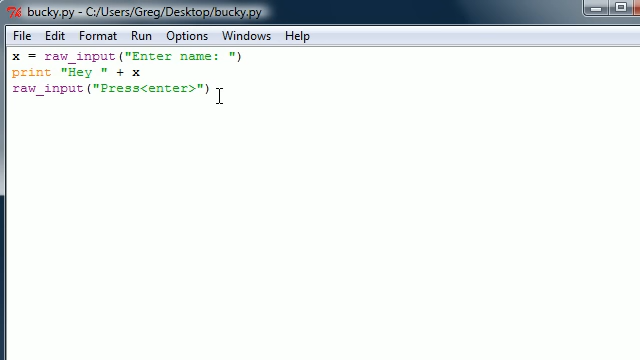 bucky.py - C:/Users/Greg/Desktop/bucky.py
File Edit Format Run Options Windows Help
x = raw_input("Enter name: ")
print "Hey " + x
raw_input("Press<enter>")